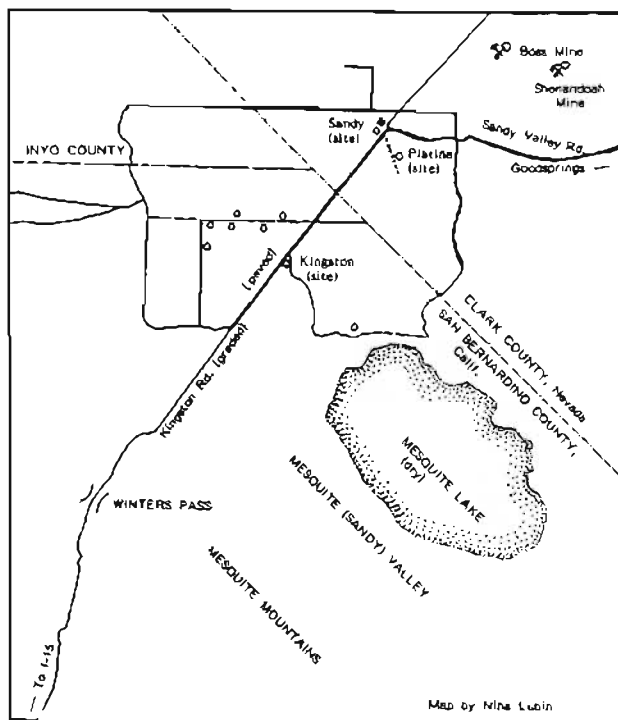 Boss Mine
Shenandoah
Mine
Sandy
(site)
Sandy Valley Rd.
Goodsprings
INYO COUNTY
Platina
(site)
Kingston
(site)
(paved)
Kingston Rd. (graded)
CLARK COUNTY, Nevada
SAN BERNARDINO COUNTY,
Calif.
MESQUITE LAKE
(dry)
MESQUITE (SANDY) VALLEY
WINTERS PASS
MESQUITE MOUNTAINS
To I-15
Map by Nina Lubin